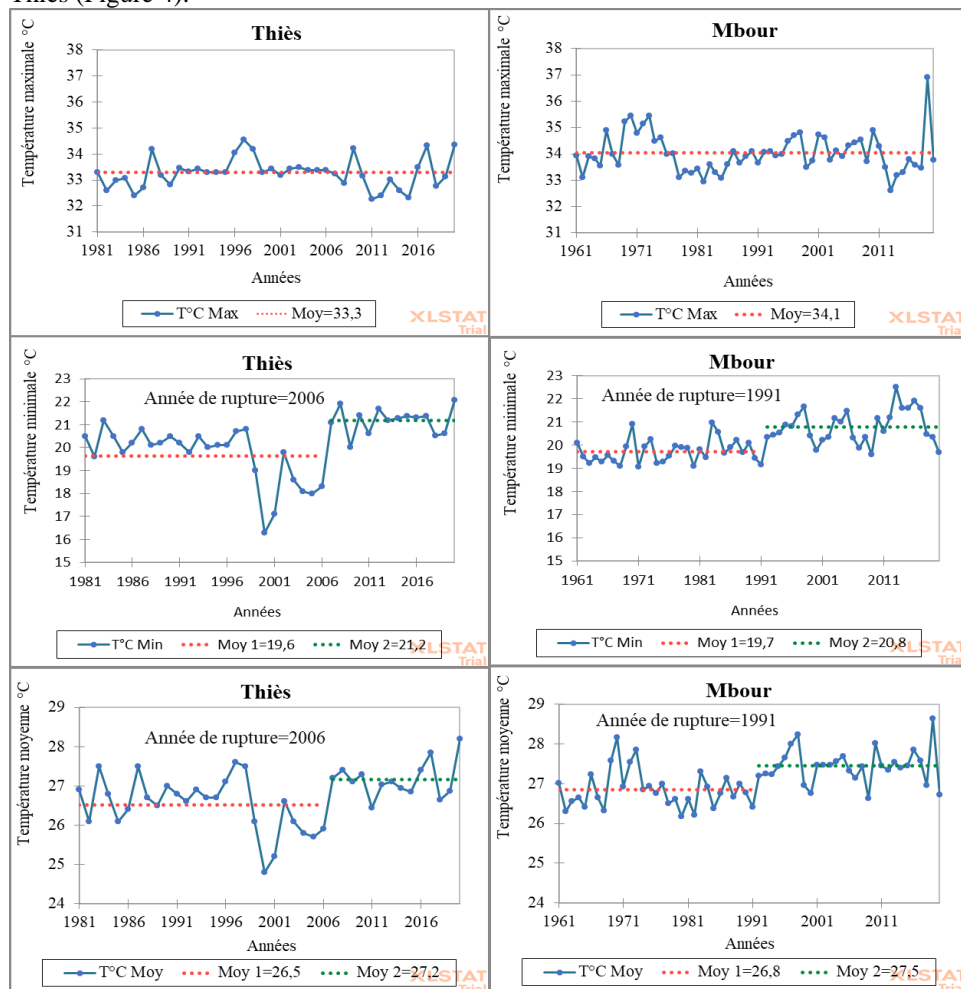 Thiès (Figure 4).
Thiès
Température maximale °C
38
37
36
35
34
33
32
31
1981 1986 1991 1996 2001 2006 2011 2016
Années
T°C Max Moy=33,3
XLSTAT
Trial
Mbour
Température maximale °C
38
37
36
35
34
33
32
31
1961 1971 1981 1991 2001 2011
Années
T°C Max Moy=34,1
XLSTAT
Trial
Thiès
Année de rupture=2006
Température minimale °C
23
22
21
20
19
18
17
16
15
1981 1986 1991 1996 2001 2006 2011 2016
Années
T°C Min Moy 1=19,6 Moy 2=21,2
XLSTAT
Trial
Mbour
Année de rupture=1991
Température minimale °C
23
22
21
20
19
18
17
16
15
1961 1971 1981 1991 2001 2011
Années
T°C Min Moy 1=19,7 Moy 2=20,8
XLSTAT
Trial
Thiès
Année de rupture=2006
Température moyenne °C
29
28
27
26
25
24
1981 1986 1991 1996 2001 2006 2011 2016
Années
T°C Moy Moy 1=26,5 Moy 2=27,2
XLSTAT
Trial
Mbour
Année de rupture=1991
Température moyenne °C
29
28
27
26
25
24
1961 1971 1981 1991 2001 2011
Années
T°C Moy Moy 1=26,8 Moy 2=27,5
XLSTAT
Trial